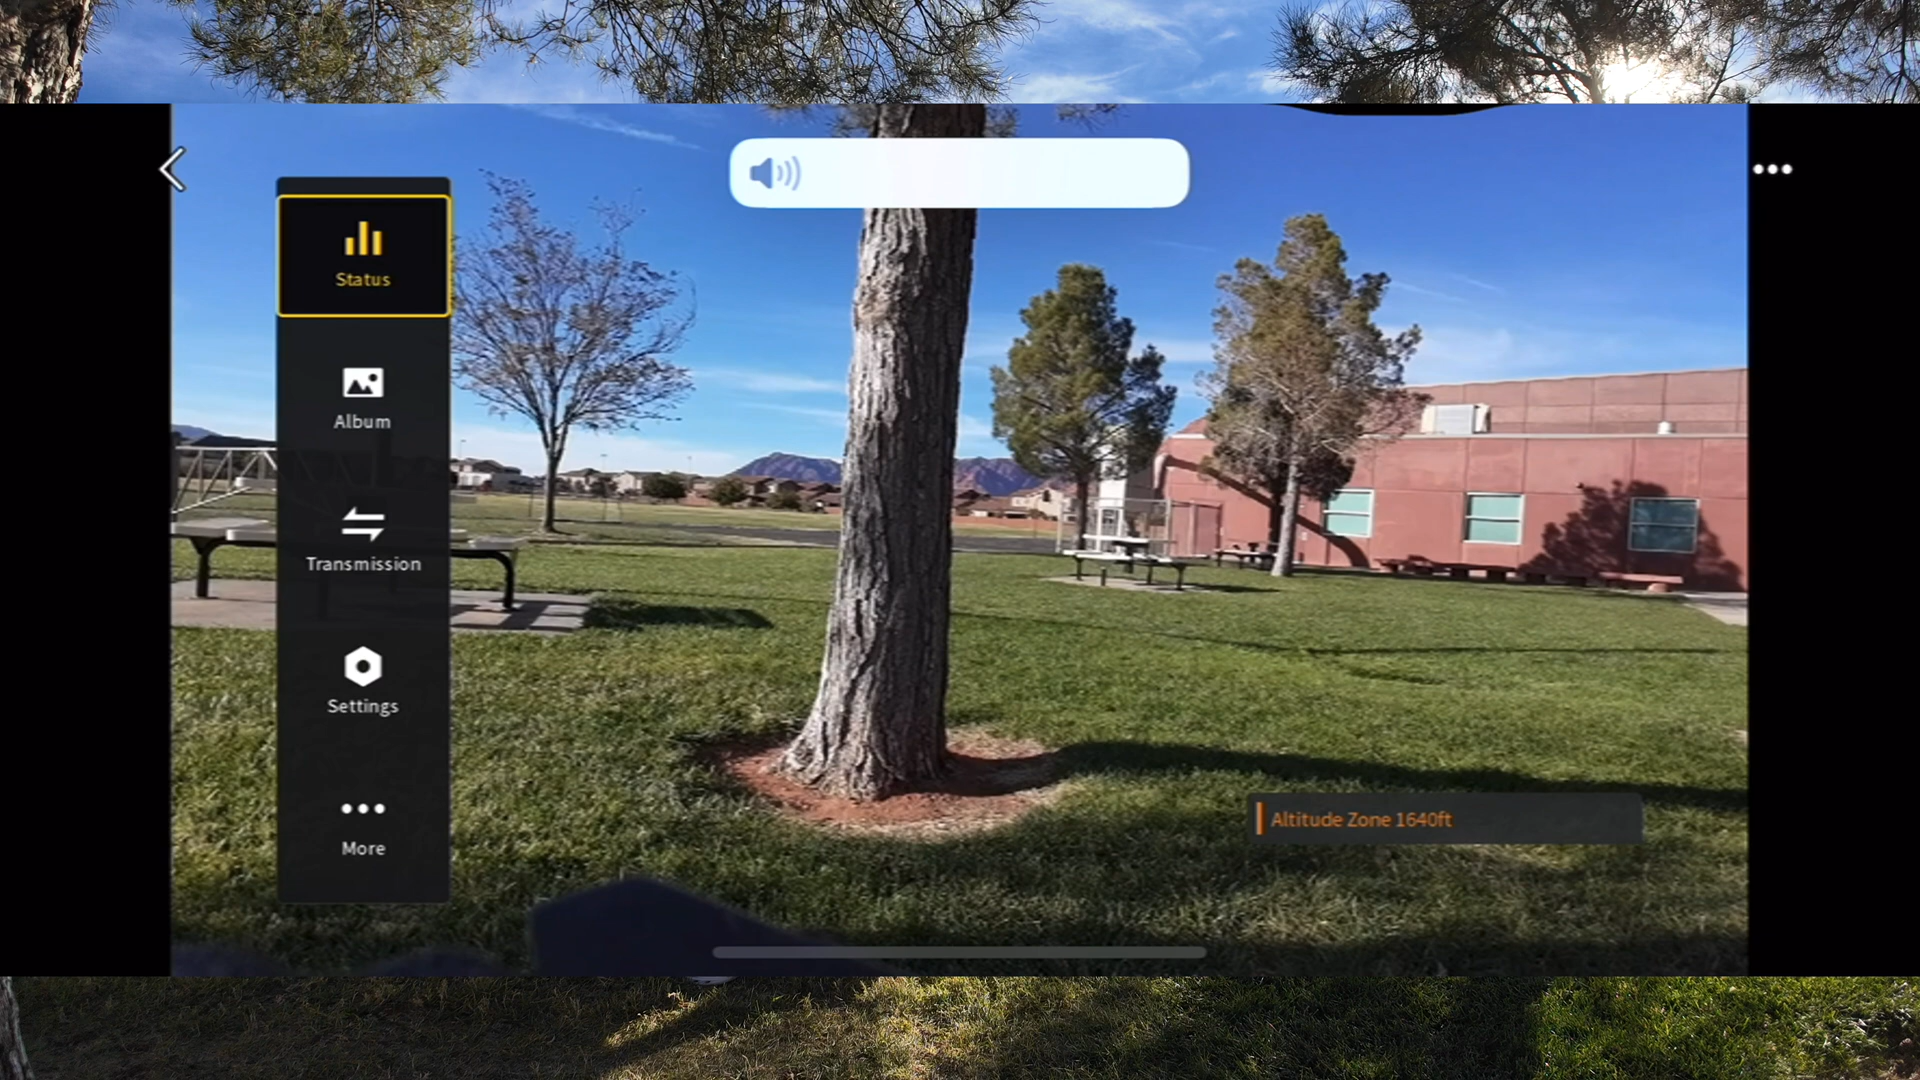 Status
Album
Transmission
Settings
More
Altitude Zone 1640ft